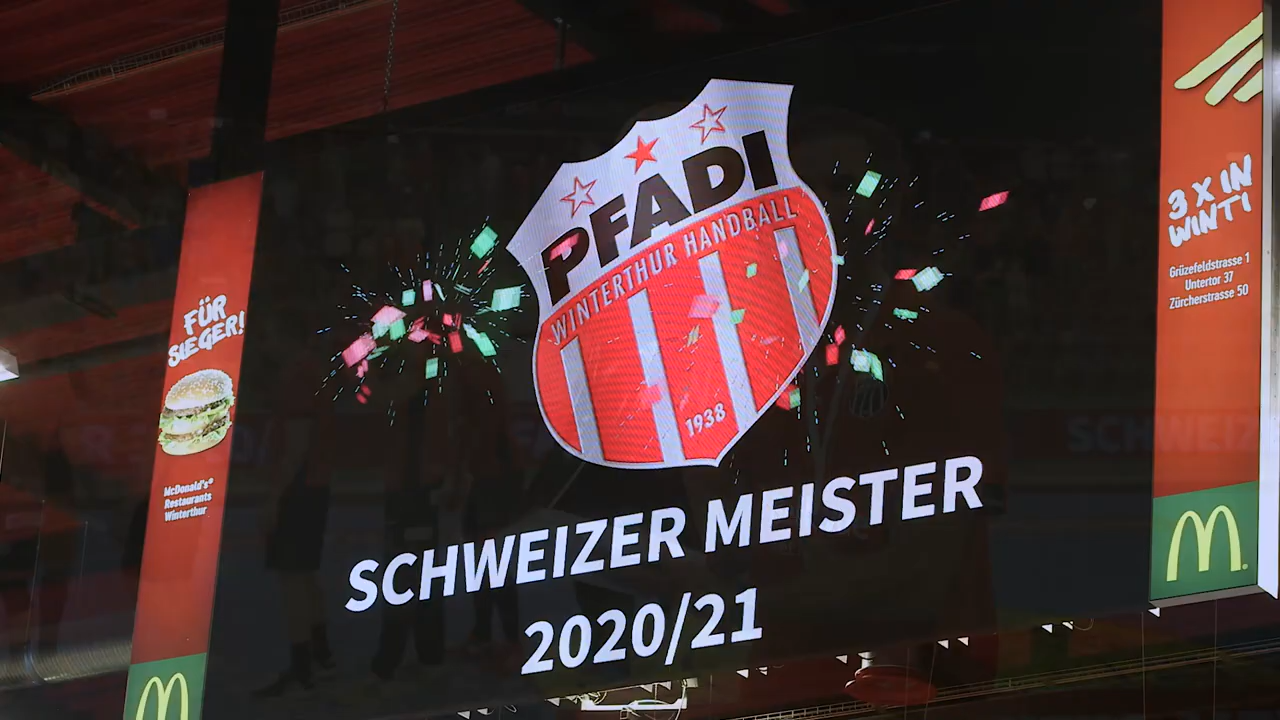 PFADI
WINTERTHUR HANDBALL
1938
SCHWEIZER MEISTER
2020/21
FÜR
SIEGER!
McDonald's®
Restaurants
Winterthur
3 X IN
WINTI
Grüzefeldstrasse 1
Untertor 37
Zürcherstrasse 50